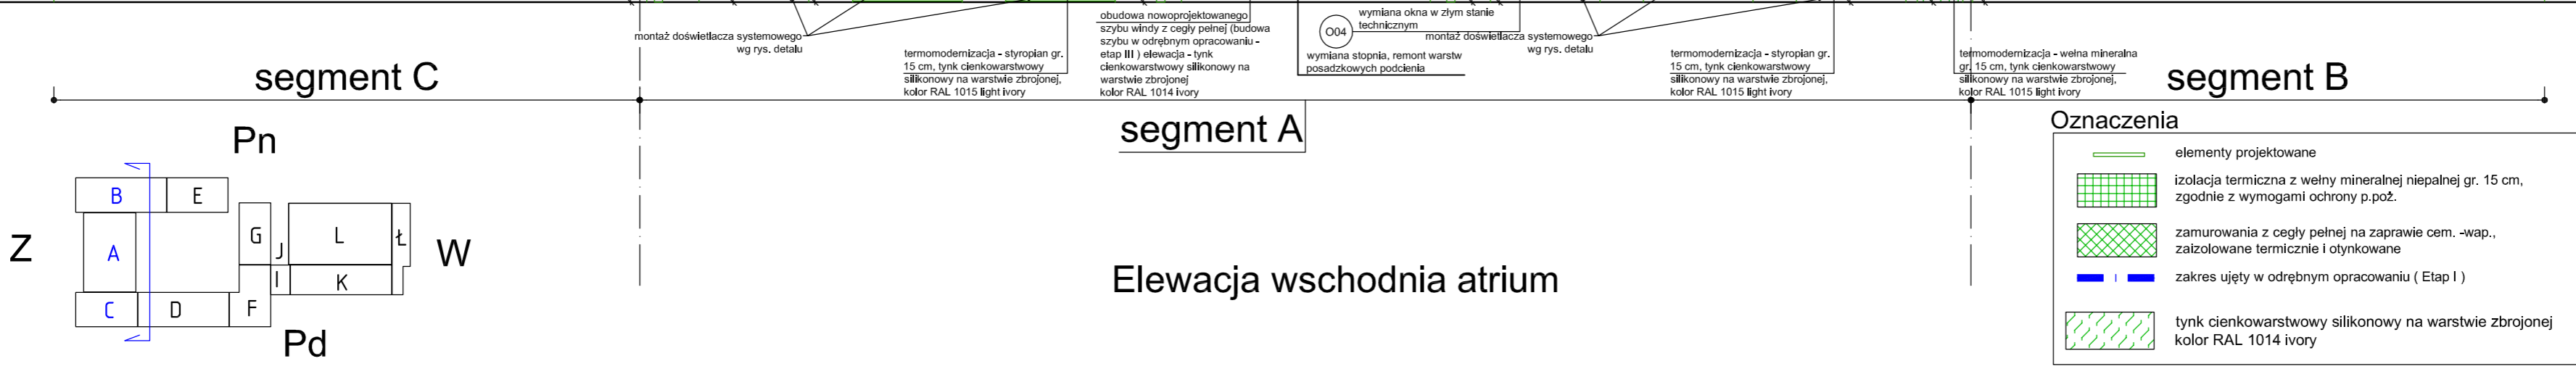 montaż doświetlacza systemowego
wg rys. detalu
termomodernizacja - styropian gr.
15 cm, tynk cienkowarstwowy
silikonowy na warstwie zbrojonej,
kolor RAL 1015 light ivory
obudowa nowoprojektowanego
szybu windy z cegły pełnej (budowa
szybu w odrębnym opracowaniu -
etap III ) elewacja - tynk
cienkowarstwowy silikonowy na
warstwie zbrojonej
kolor RAL 1014 ivory
O04
wymiana okna w złym stanie
technicznym
wymiana stopnia, remont warstw
posadzkowych podcienia
montaż doświetlacza systemowego
wg rys. detalu
termomodernizacja - styropian gr.
15 cm, tynk cienkowarstwowy
silikonowy na warstwie zbrojonej,
kolor RAL 1015 light ivory
termomodernizacja - wełna mineralna
gr. 15 cm, tynk cienkowarstwowy
silikonowy na warstwie zbrojonej,
kolor RAL 1015 light ivory
segment C
segment A
segment B
Pn
B
E
Z
A
G
J
L
Ł
W
I
K
C
D
F
Pd
Elewacja wschodnia atrium
Oznaczenia
elementy projektowane
izolacja termiczna z wełny mineralnej niepalnej gr. 15 cm,
zgodnie z wymogami ochrony p.poż.
zamurowania z cegły pełnej na zaprawie cem. -wap.,
zaizolowane termicznie i otynkowane
zakres ujęty w odrębnym opracowaniu ( Etap I )
tynk cienkowarstwowy silikonowy na warstwie zbrojonej
kolor RAL 1014 ivory